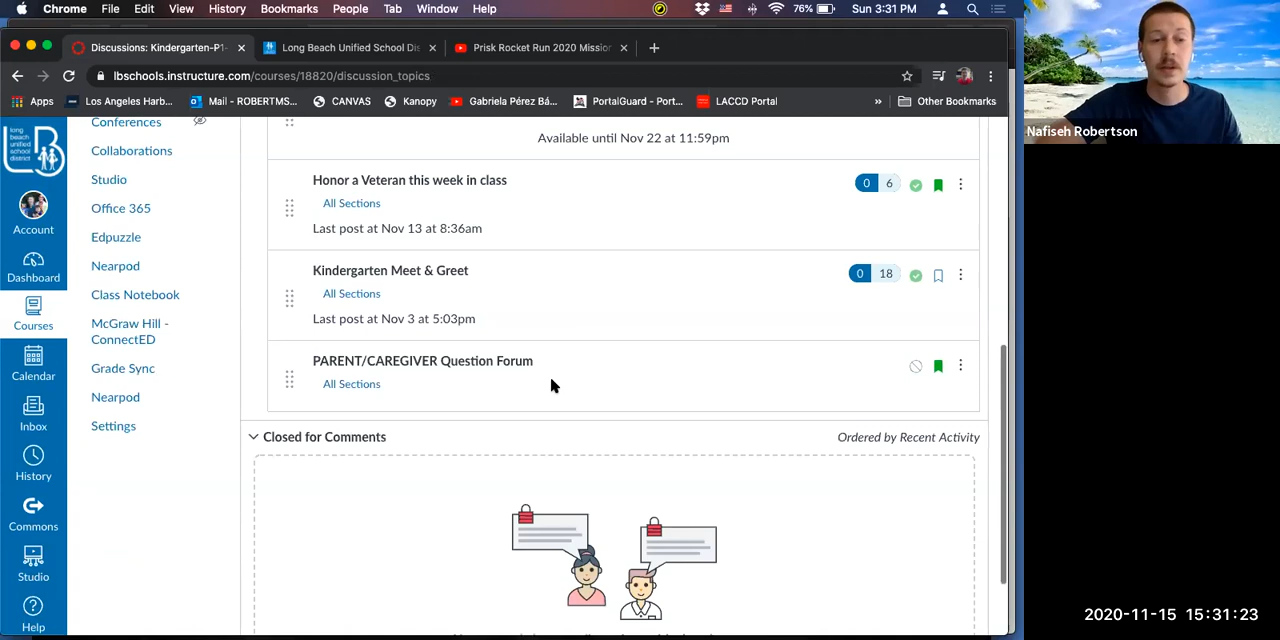 Chrome File Edit View History Bookmarks People Tab Window Help 76% Sun 3:31 PM
Discussions: Kindergarten-P1- Long Beach Unified School Dis Prisk Rocket Run 2020 Mission
lbschools.instructure.com/courses/18820/discussion_topics
Apps Los Angeles Harb... Mail - ROBERTMS... CANVAS Kanopy Gabriela Pérez Bá... PortalGuard - Port... LACCD Portal » Other Bookmarks
long beach unified school district
Account
Dashboard
Courses
Calendar
Inbox
History
Commons
Studio
Help
Conferences
Collaborations
Studio
Office 365
Edpuzzle
Nearpod
Class Notebook
McGraw Hill -
ConnectED
Grade Sync
Nearpod
Settings
Available until Nov 22 at 11:59pm
Honor a Veteran this week in class
0 6
All Sections
Last post at Nov 13 at 8:36am
Kindergarten Meet & Greet
0 18
All Sections
Last post at Nov 3 at 5:03pm
PARENT/CAREGIVER Question Forum
All Sections
Closed for Comments Ordered by Recent Activity
Nafiseh Robertson
2020-11-15 15:31:23